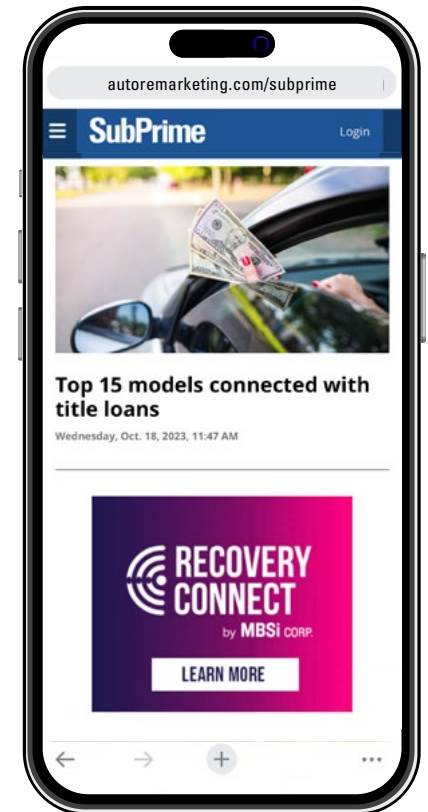 autoremarketing.com/subprime
SubPrime
Login
Top 15 models connected with
title loans
Wednesday, Oct. 18, 2023, 11:47 AM
RECOVERY
CONNECT
by MBSi CORP.
LEARN MORE